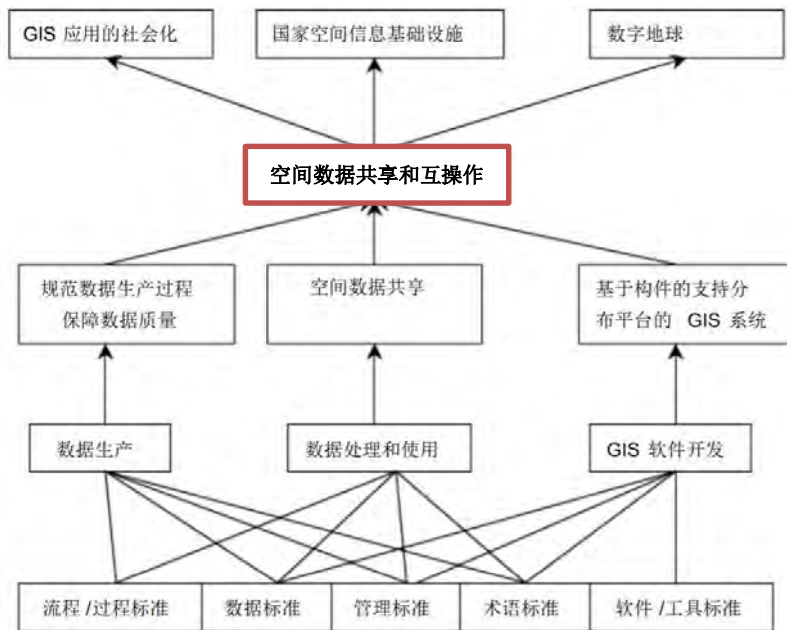 GIS 应用的社会化
国家空间信息基础设施
数字地球
空间数据共享和互操作
规范数据生产过程
保障数据质量
空间数据共享
基于构件的支持分
布平台的 GIS 系统
数据生产
数据处理和使用
GIS 软件开发
流程 /过程标准
数据标准
管理标准
术语标准
软件 /工具标准